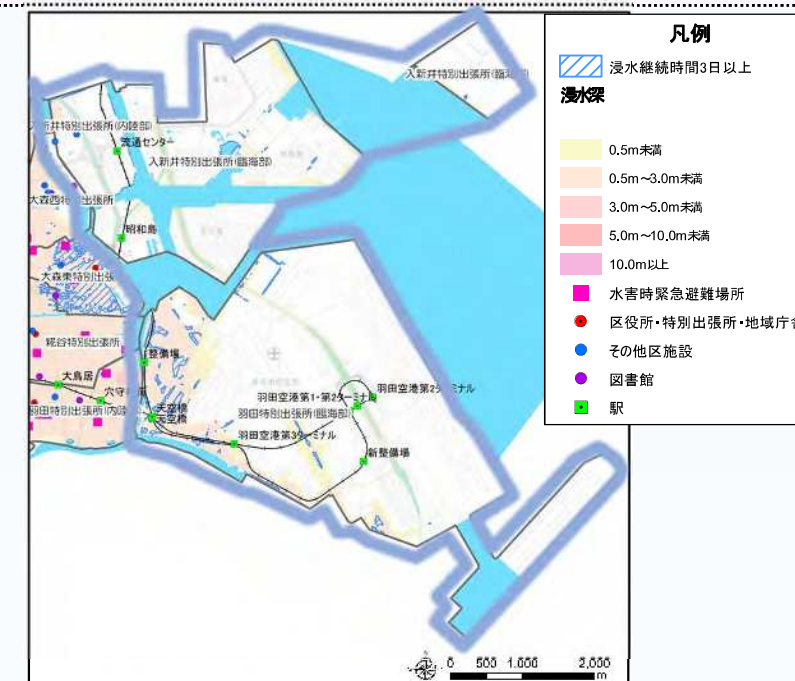 凡例
浸水継続時間3日以上
浸水深
0.5m未満
0.5m～3.0m未満
3.0m～5.0m未満
5.0m～10.0m未満
10.0m以上
水害時緊急避難場所
区役所・特別出張所・地域庁舎
その他区施設
図書館
駅
入新井特別出張所(臨海部)
入新井特別出張所(内陸部)
流通センター
入新井特別出張所(臨海部)
大森西特別出張所
昭和島
大森東特別出張
糀谷特別出張所
整備場
大鳥居
穴守
羽田特別出張所(内陸
天空橋
天空橋
羽田空港第1・第2ターミナル
羽田空港第2ターミナル
羽田特別出張所(臨海部)
羽田空港第3ターミナル
新整備場
0 500 1,000 2,000
m